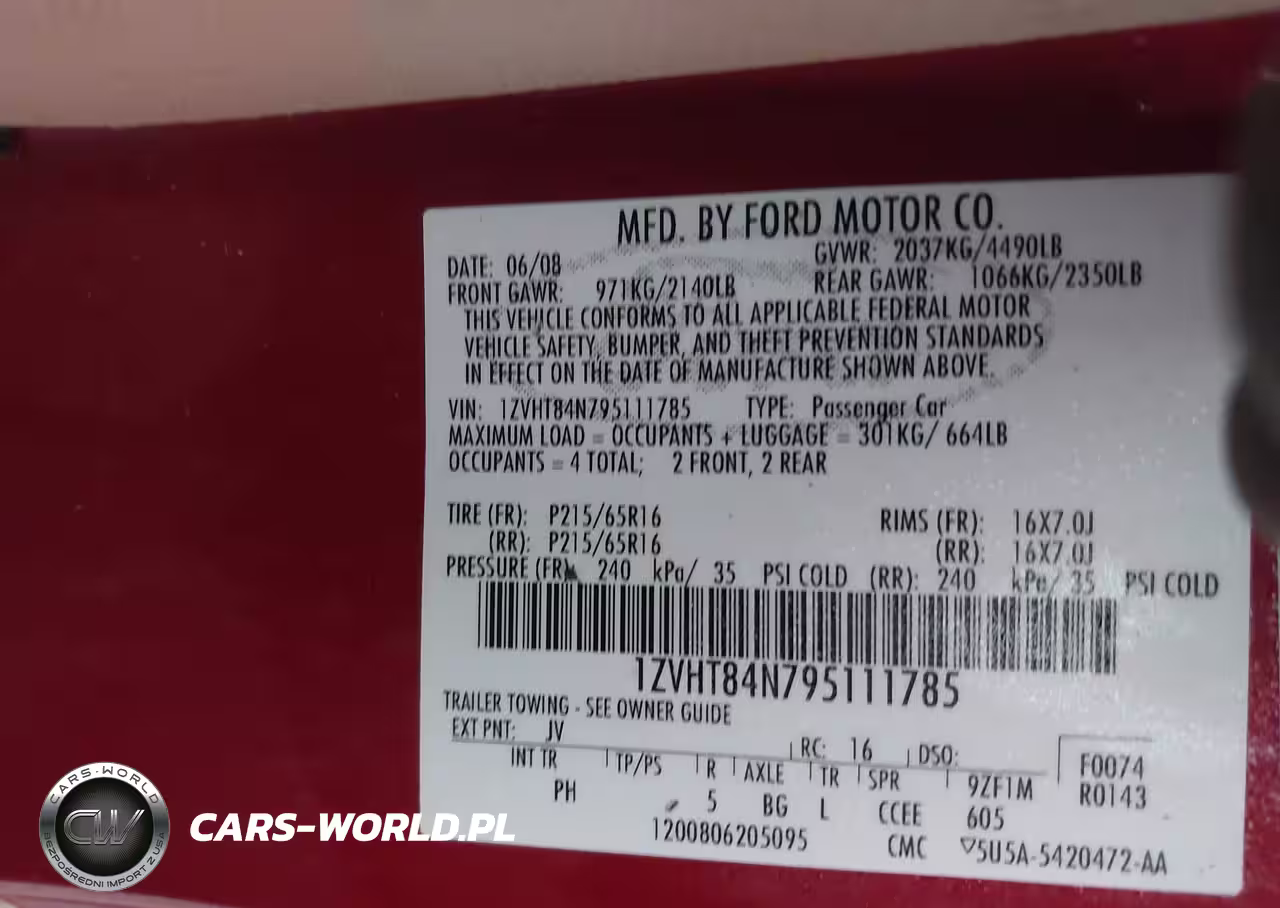 MFD. BY FORD MOTOR CO.
DATE: 06/08 GVWR: 2037KG/4490LB
FRONT GAWR: 971KG/2140LB REAR GAWR: 1066KG/2350LB
THIS VEHICLE CONFORMS TO ALL APPLICABLE FEDERAL MOTOR
VEHICLE SAFETY, BUMPER, AND THEFT PREVENTION STANDARDS
IN EFFECT ON THE DATE OF MANUFACTURE SHOWN ABOVE.
VIN: 1ZVHT84N795111785 TYPE: Passenger Car
MAXIMUM LOAD = OCCUPANTS + LUGGAGE = 301KG/ 664LB
OCCUPANTS = 4 TOTAL; 2 FRONT, 2 REAR
TIRE (FR): P215/65R16 RIMS (FR): 16X7.0J
(RR): P215/65R16 (RR): 16X7.0J
PRESSURE (FR) 240 kPa/ 35 PSI COLD (RR): 240 kPa/ 35 PSI COLD
1ZVHT84N795111785
TRAILER TOWING - SEE OWNER GUIDE
EXT PNT: JV RC: 16 DSO: F0074
INT TR TP/PS R AXLE TR SPR 9ZF1M R0143
PH 5 BG L CCEE 605
1200806205095 CMC ▽5U5A-5420472-AA
CARS-WORLD
CW
BEZPOŚREDNI IMPORT Z USA
CARS-WORLD.PL